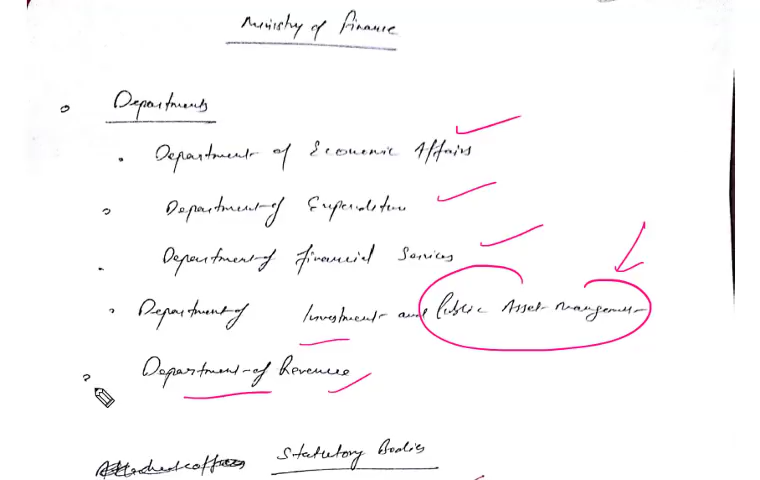 Ministry of Finance
Departments
Department of Economic Affairs
Department of Expenditure
Department of Financial Services
Department of Investment and Public Asset Management
Department of Revenue
Statutory Bodies